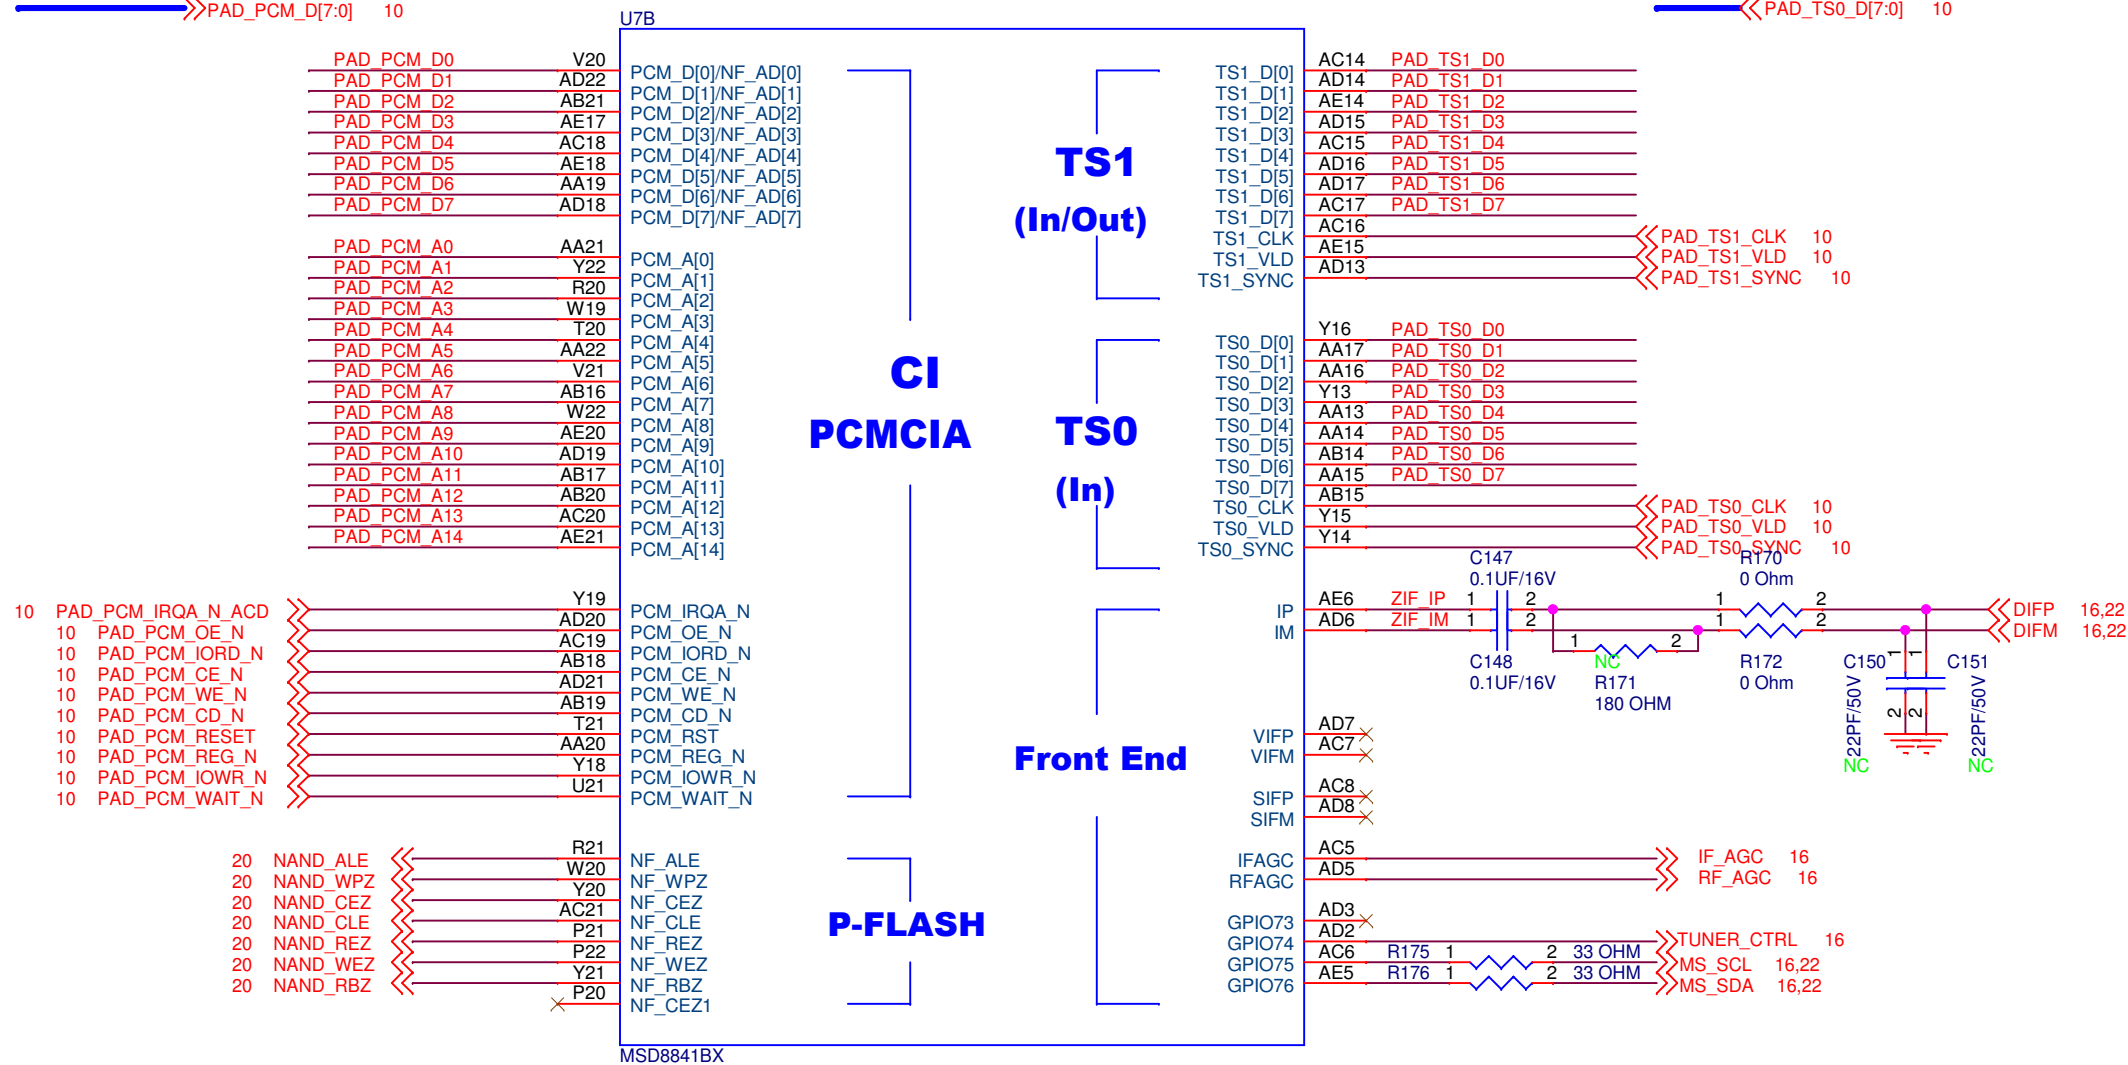 PAD_PCM_D[7:0] 10
PAD_TS0_D[7:0] 10
U7B
PAD_PCM_D0 V20 PCM_D[0]/NF_AD[0]
PAD_PCM_D1 AD22 PCM_D[1]/NF_AD[1]
PAD_PCM_D2 AB21 PCM_D[2]/NF_AD[2]
PAD_PCM_D3 AE17 PCM_D[3]/NF_AD[3]
PAD_PCM_D4 AC18 PCM_D[4]/NF_AD[4]
PAD_PCM_D5 AE18 PCM_D[5]/NF_AD[5]
PAD_PCM_D6 AA19 PCM_D[6]/NF_AD[6]
PAD_PCM_D7 AD18 PCM_D[7]/NF_AD[7]
PAD_PCM_A0 AA21 PCM_A[0]
PAD_PCM_A1 Y22 PCM_A[1]
PAD_PCM_A2 R20 PCM_A[2]
PAD_PCM_A3 W19 PCM_A[3]
PAD_PCM_A4 T20 PCM_A[4]
PAD_PCM_A5 AA22 PCM_A[5]
PAD_PCM_A6 V21 PCM_A[6]
PAD_PCM_A7 AB16 PCM_A[7]
PAD_PCM_A8 W22 PCM_A[8]
PAD_PCM_A9 AE20 PCM_A[9]
PAD_PCM_A10 AD19 PCM_A[10]
PAD_PCM_A11 AB17 PCM_A[11]
PAD_PCM_A12 AB20 PCM_A[12]
PAD_PCM_A13 AC20 PCM_A[13]
PAD_PCM_A14 AE21 PCM_A[14]
10 PAD_PCM_IRQA_N_ACD Y19 PCM_IRQA_N
10 PAD_PCM_OE_N AD20 PCM_OE_N
10 PAD_PCM_IORD_N AC19 PCM_IORD_N
10 PAD_PCM_CE_N AB18 PCM_CE_N
10 PAD_PCM_WE_N AD21 PCM_WE_N
10 PAD_PCM_CD_N AB19 PCM_CD_N
10 PAD_PCM_RESET T21 PCM_RST
10 PAD_PCM_REG_N AA20 PCM_REG_N
10 PAD_PCM_IOWR_N Y18 PCM_IOWR_N
10 PAD_PCM_WAIT_N U21 PCM_WAIT_N
20 NAND_ALE R21 NF_ALE
20 NAND_WPZ W20 NF_WPZ
20 NAND_CEZ Y20 NF_CEZ
20 NAND_CLE AC21 NF_CLE
20 NAND_REZ P21 NF_REZ
20 NAND_WEZ P22 NF_WEZ
20 NAND_RBZ Y21 NF_RBZ
P20 NF_CEZ1
CI
PCMCIA
P-FLASH
TS1
(In/Out)
TS0
(In)
Front End
TS1_D[0] AC14 PAD_TS1_D0
TS1_D[1] AD14 PAD_TS1_D1
TS1_D[2] AE14 PAD_TS1_D2
TS1_D[3] AD15 PAD_TS1_D3
TS1_D[4] AC15 PAD_TS1_D4
TS1_D[5] AD16 PAD_TS1_D5
TS1_D[6] AD17 PAD_TS1_D6
TS1_D[7] AC17 PAD_TS1_D7
TS1_CLK AC16 PAD_TS1_CLK 10
TS1_VLD AE15 PAD_TS1_VLD 10
TS1_SYNC AD13 PAD_TS1_SYNC 10
TS0_D[0] Y16 PAD_TS0_D0
TS0_D[1] AA17 PAD_TS0_D1
TS0_D[2] AA16 PAD_TS0_D2
TS0_D[3] Y13 PAD_TS0_D3
TS0_D[4] AA13 PAD_TS0_D4
TS0_D[5] AA14 PAD_TS0_D5
TS0_D[6] AB14 PAD_TS0_D6
TS0_D[7] AA15 PAD_TS0_D7
TS0_CLK AB15 PAD_TS0_CLK 10
TS0_VLD Y15 PAD_TS0_VLD 10
TS0_SYNC Y14 PAD_TS0_SYNC 10
C147
0.1UF/16V
R170
0 Ohm
IP AE6 ZIF_IP 1 2 1 2 DIFP 16,22
IM AD6 ZIF_IM 1 2 1 2 DIFM 16,22
1 2
C148
0.1UF/16V
NC
R171
180 OHM
R172
0 Ohm
C150
1 2
222PF/50V
NC
C151
1 2
222PF/50V
NC
VIFP AD7
VIFM AC7
SIFP AC8
SIFM AD8
IFAGC AC5 IF_AGC 16
RFAGC AD5 RF_AGC 16
GPIO73 AD3
GPIO74 AD2 TUNER_CTRL 16
GPIO75 AC6 R175 1 2 33 OHM MS_SCL 16,22
GPIO76 AE5 R176 1 2 33 OHM MS_SDA 16,22
MSD8841BX